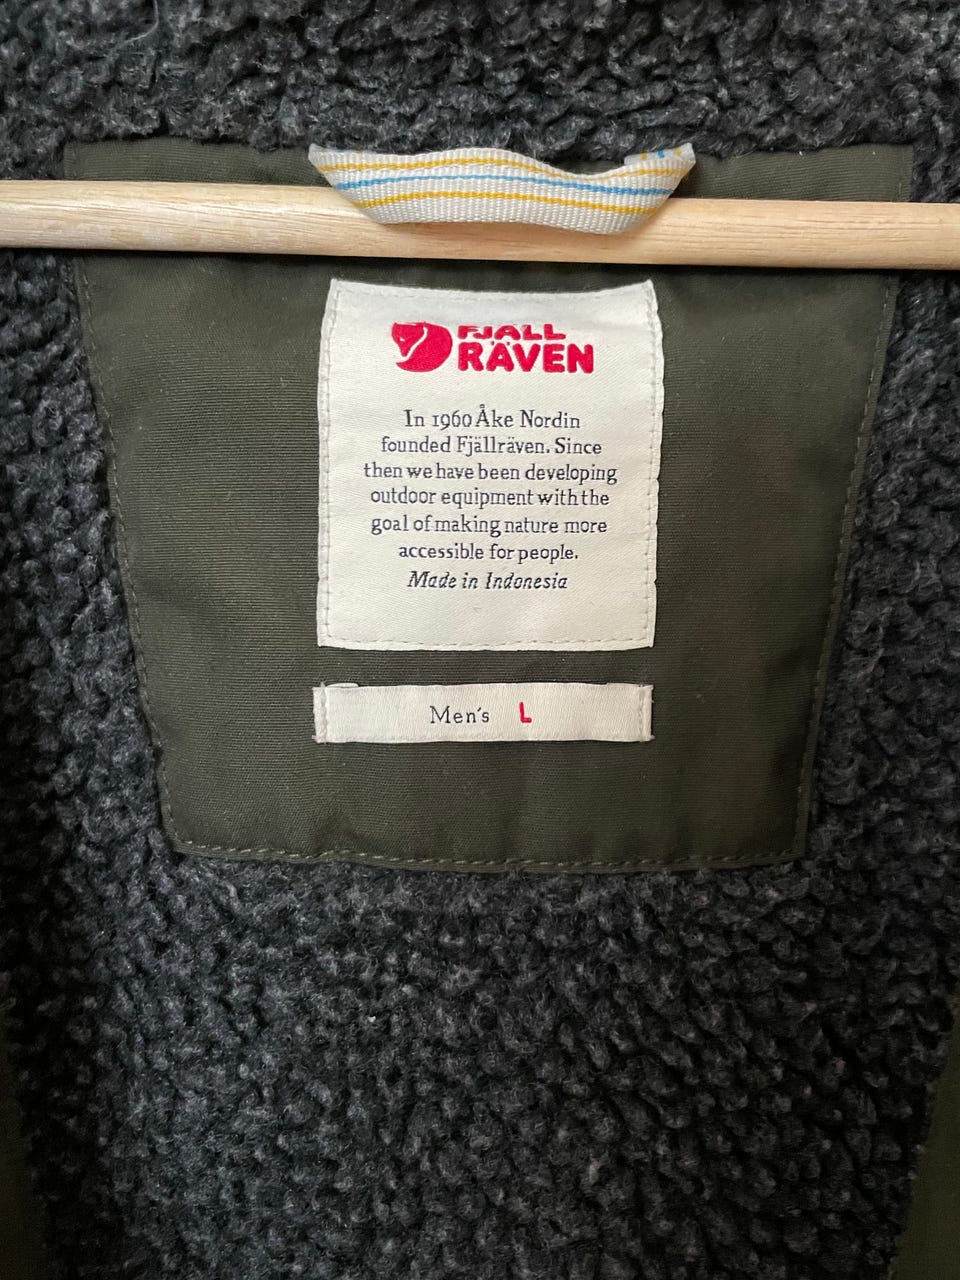 FJÄLL
RÄVEN
In 1960 Åke Nordin
founded Fjällräven. Since
then we have been developing
outdoor equipment with the
goal of making nature more
accessible for people.
Made in Indonesia
Men's L